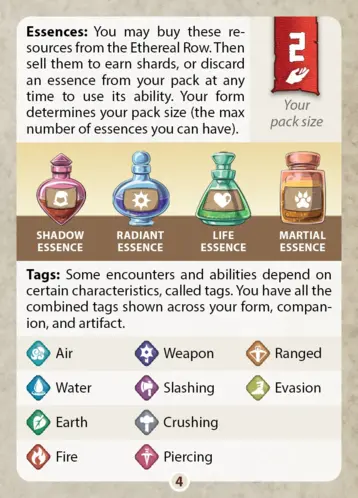 Essences: You may buy these re-
sources from the Ethereal Row. Then
sell them to earn shards, or discard
an essence from your pack at any
time to use its ability. Your form
determines your pack size (the max
number of essences you can have).
2
Your
pack size
SHADOW
ESSENCE
RADIANT
ESSENCE
LIFE
ESSENCE
MARTIAL
ESSENCE
Tags: Some encounters and abilities depend on
certain characteristics, called tags. You have all the
combined tags shown across your form, compan-
ion, and artifact.
Air
Water
Earth
Fire
Weapon
Slashing
Crushing
Piercing
Ranged
Evasion
4